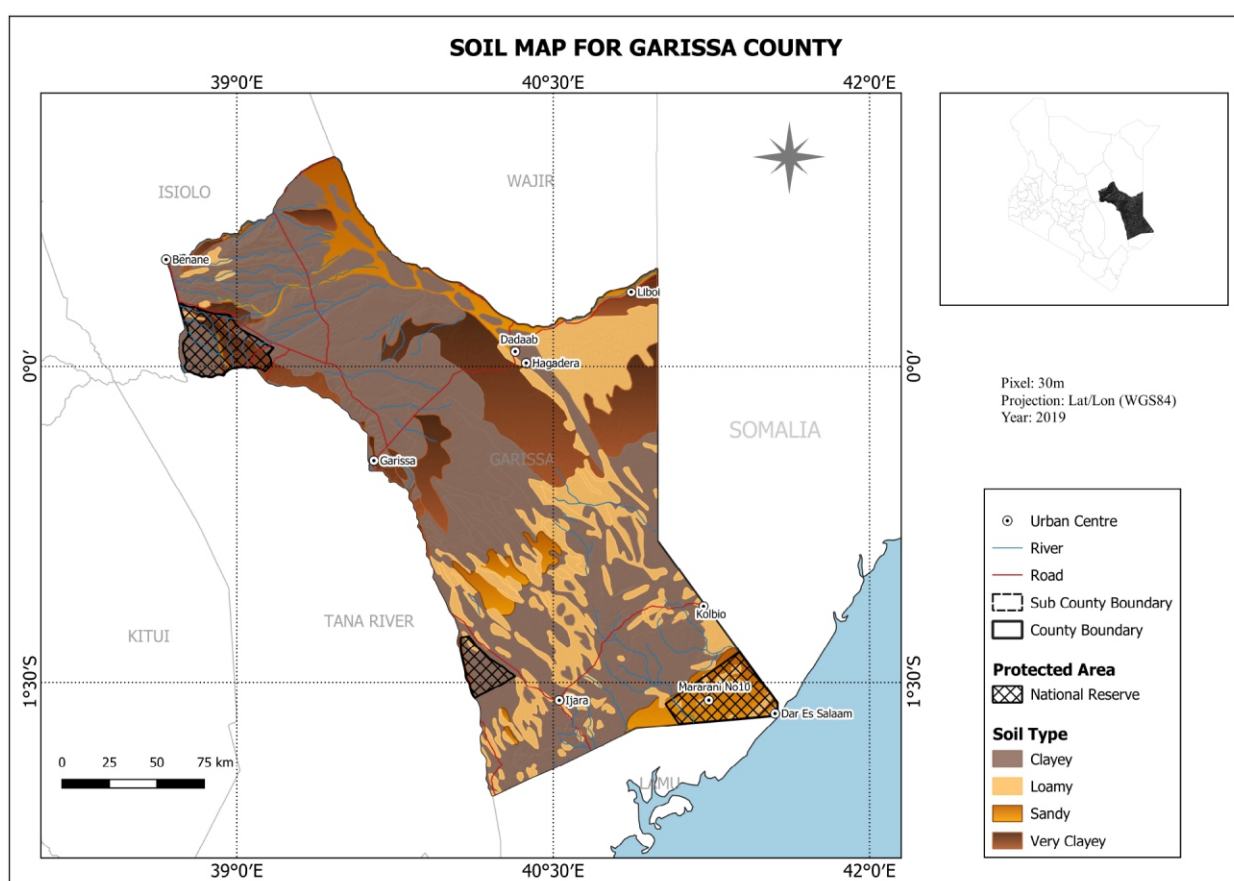 SOIL MAP FOR GARISSA COUNTY
39°0′E
40°30′E
42°0′E
ISIOLO
WAJIR
Benane
Liboi
Dadaab
Hagadera
0°0′
0°0′
Pixel: 30m
Projection: Lat/Lon (WGS84)
Year: 2019
SOMALIA
GARISSA
Garissa
Urban Centre
River
Road
Sub County Boundary
County Boundary
Protected Area
National Reserve
Soil Type
Clayey
Loamy
Sandy
Very Clayey
Kolbio
TANA RIVER
KITUI
1°30′S
1°30′S
Mararani No10
Ijara
Dar Es Salaam
0 25 50 75 km
LAMU
39°0′E
40°30′E
42°0′E